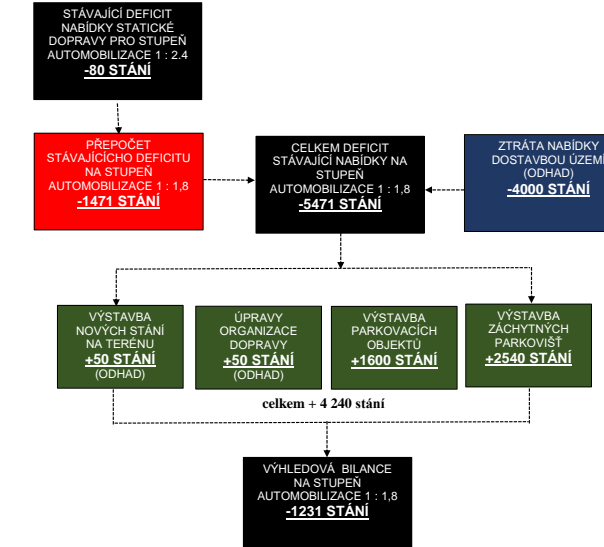 STÁVAJÍCÍ DEFICIT
NABÍDKY STATICKÉ
DOPRAVY PRO STUPEŇ
AUTOMOBILIZACE 1 : 2.4
-80 STÁNÍ
PŘEPOČET
STÁVAJÍCÍCHO DEFICITU
NA STUPEŇ
AUTOMOBILIZACE 1 : 1,8
-1471 STÁNÍ
CELKEM DEFICIT
STÁVAJÍCÍ NABÍDKY NA
STUPEŇ
AUTOMOBILIZACE 1 : 1,8
-5471 STÁNÍ
ZTRÁTA NABÍDKY
DOSTAVBOU ÚZEMÍ
(ODHAD)
-4000 STÁNÍ
VÝSTAVBA
NOVÝCH STÁNÍ
NA TERÉNU
+50 STÁNÍ
(ODHAD)
ÚPRAVY
ORGANIZACE
DOPRAVY
+50 STÁNÍ
(ODHAD)
VÝSTAVBA
PARKOVACÍCH
OBJEKTŮ
+1600 STÁNÍ
VÝSTAVBA
ZÁCHYTNÝCH
PARKOVIŠŤ
+2540 STÁNÍ
celkem + 4 240 stání
VÝHLEDOVÁ BILANCE
NA STUPEŇ
AUTOMOBILIZACE 1 : 1,8
-1231 STÁNÍ